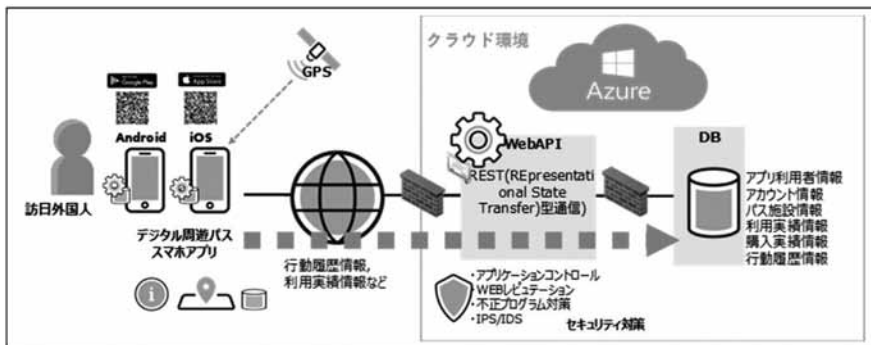 クラウド環境
Azure
GPS
Google Play
App Store
Android
iOS
訪日外国人
デジタル周遊パス
スマホアプリ
行動履歴情報,
利用実績情報など
WebAPI
REST(REpresentati
onal State
Transfer)型通信)
DB
アプリ利用者情報
アカウント情報
パス施設情報
利用実績情報
購入実績情報
行動履歴情報
・アプリケーションコントロール
・WEBレピュテーション
・不正プログラム対策
・IPS/IDS
セキュリティ対策